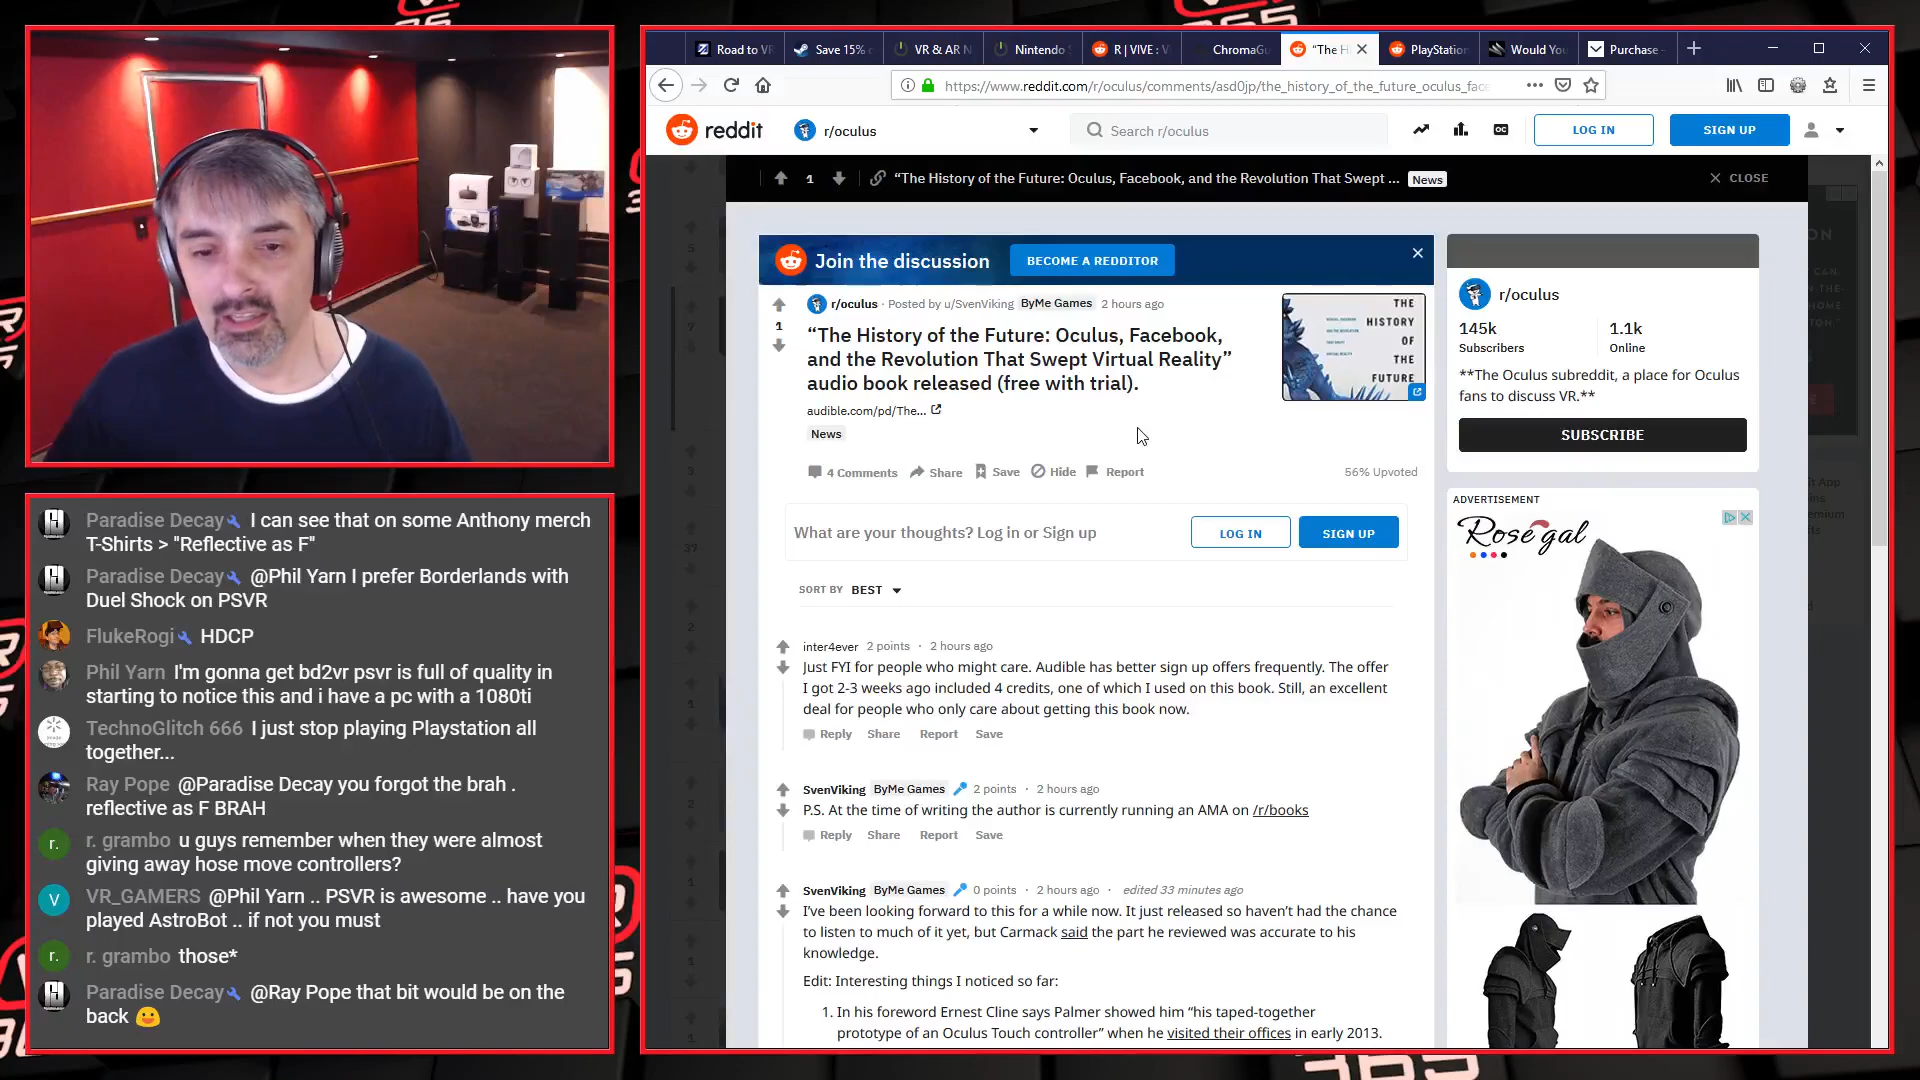 Paradise Decay I can see that on some Anthony merch
T-Shirts > "Reflective as F"
Paradise Decay @Phil Yarn I prefer Borderlands with
Duel Shock on PSVR
FlukeRogi HDCP
Phil Yarn I'm gonna get bd2vr psvr is full of quality in
starting to notice this and i have a pc with a 1080ti
TechnoGlitch 666 I just stop playing Playstation all
together...
Ray Pope @Paradise Decay you forgot the brah .
reflective as F BRAH
r. grambo u guys remember when they were almost
giving away hose move controllers?
VR_GAMERS @Phil Yarn .. PSVR is awesome .. have you
played AstroBot .. if not you must
r. grambo those*
Paradise Decay @Ray Pope that bit would be on the
back
Road to VR
Save 15%
VR & AR N
Nintendo S
R | VIVE : V
ChromaGu
"The H
PlayStation
Would You
Purchase
https://www.reddit.com/r/oculus/comments/asd0jp/the_history_of_the_future_oculus_face
reddit
r/oculus
Search r/oculus
LOG IN
SIGN UP
1
“The History of the Future: Oculus, Facebook, and the Revolution That Swept ...
News
CLOSE
Join the discussion
BECOME A REDDITOR
1
r/oculus · Posted by u/SvenViking ByMe Games 2 hours ago
“The History of the Future: Oculus, Facebook,
and the Revolution That Swept Virtual Reality”
audio book released (free with trial).
audible.com/pd/The...
News
THE
HISTORY
OF
THE
FUTURE
4 Comments Share Save Hide Report
56% Upvoted
What are your thoughts? Log in or Sign up
LOG IN
SIGN UP
SORT BY BEST
inter4ever 2 points · 2 hours ago
Just FYI for people who might care. Audible has better sign up offers frequently. The offer
I got 2-3 weeks ago included 4 credits, one of which I used on this book. Still, an excellent
deal for people who only care about getting this book now.
Reply Share Report Save
SvenViking ByMe Games 2 points · 2 hours ago
P.S. At the time of writing the author is currently running an AMA on /r/books
Reply Share Report Save
SvenViking ByMe Games 0 points · 2 hours ago · edited 33 minutes ago
I've been looking forward to this for a while now. It just released so haven't had the chance
to listen to much of it yet, but Carmack said the part he reviewed was accurate to his
knowledge.
Edit: Interesting things I noticed so far:
1. In his foreword Ernest Cline says Palmer showed him “his taped-together
prototype of an Oculus Touch controller” when he visited their offices in early 2013.
r/oculus
145k
Subscribers
1.1k
Online
**The Oculus subreddit, a place for Oculus
fans to discuss VR.**
SUBSCRIBE
ADVERTISEMENT
Rosegal